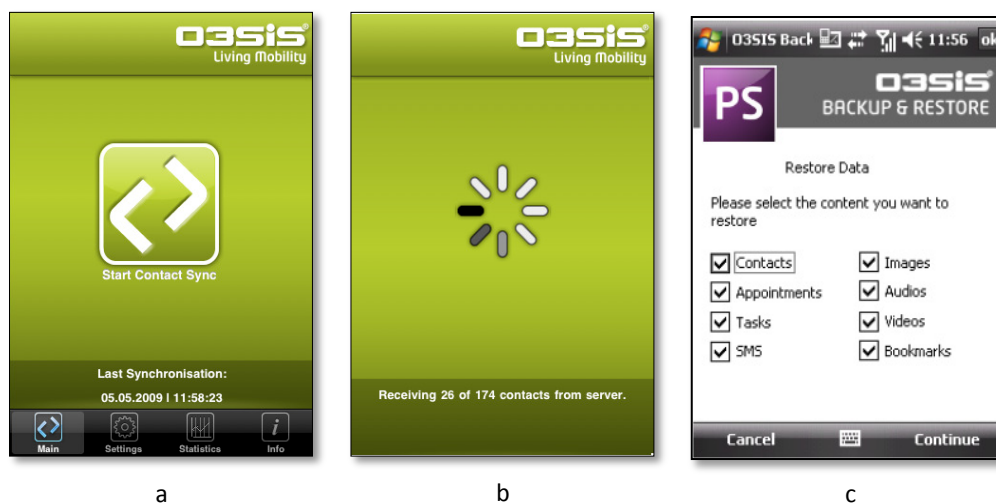 O3SiS®
Living Mobility
Start Contact Sync
Last Synchronisation:
05.05.2009 | 11:58:23
Main
Settings
Statistics
Info
a
O3SiS®
Living Mobility
Receiving 26 of 174 contacts from server.
b
O3SIS Back 11:56 ok
PS
O3SiS®
BACKUP & RESTORE
Restore Data
Please select the content you want to
restore
Contacts
Images
Appointments
Audios
Tasks
Videos
SMS
Bookmarks
Cancel
Continue
c